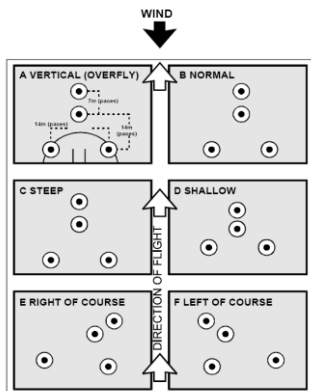 WIND
A VERTICAL (OVERFLY)
7m (paces)
14m (paces)
14m (paces)
B NORMAL
C STEEP
D SHALLOW
DIRECTION OF FLIGHT
E RIGHT OF COURSE
F LEFT OF COURSE